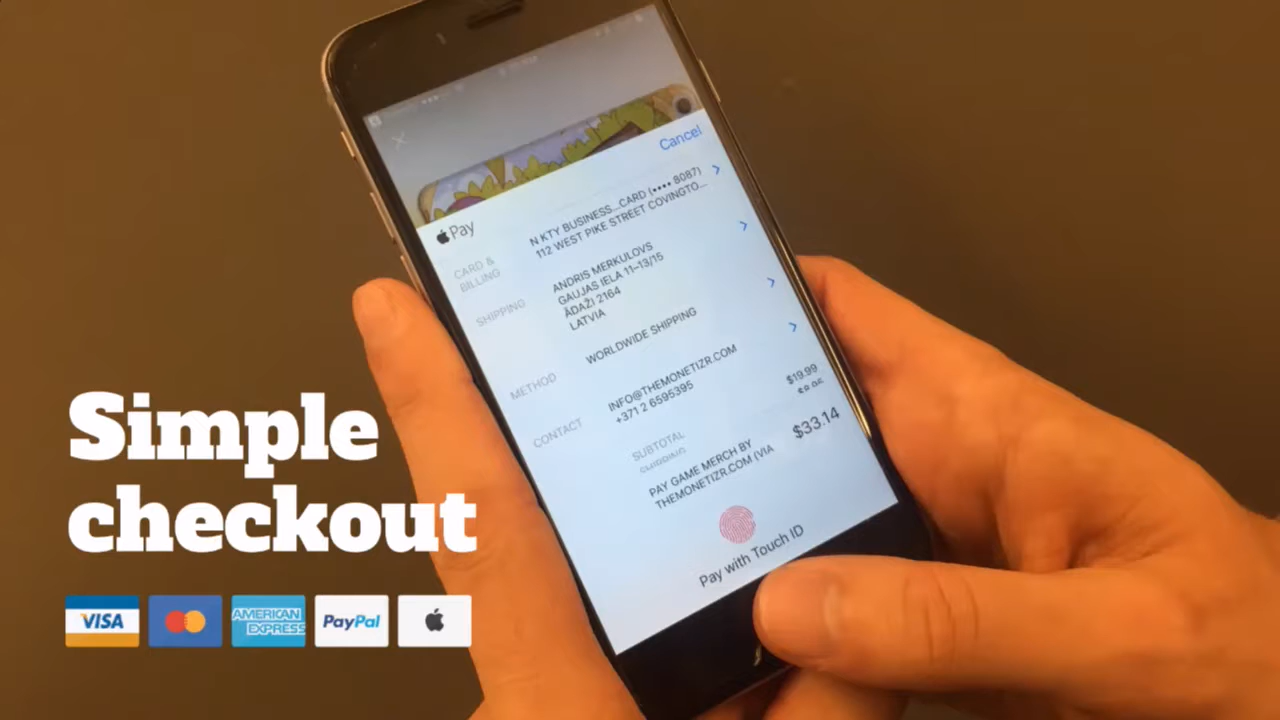 Cancel
Pay
CARD &
BILLING
N KTY BUSINESS...CARD (•••• 8087)
112 WEST PIKE STREET COVINGTO...
SHIPPING
ANDRIS MERKULOVS
GAUJAS IELA 11-13/15
ĀDAŽI 2164
LATVIA
METHOD
WORLDWIDE SHIPPING
CONTACT
INFO@THEMONETIZR.COM
+371 2 6595395
SUBTOTAL
$19.99
PAY GAME MERCH BY
THEMONETIZR.COM (VIA
$33.14
Pay with Touch ID
Simple
checkout
VISA
AMERICAN
EXPRESS
PayPal